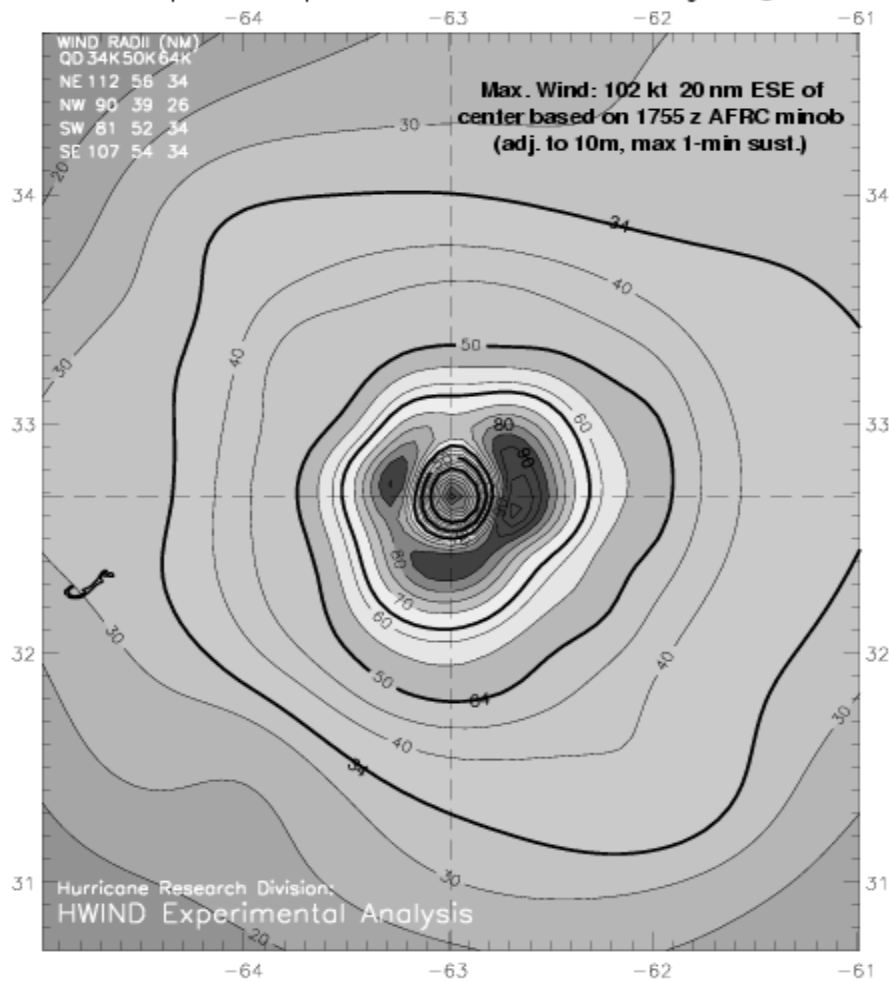 -64 -63 -62 -61
WIND RADII (NM)
QD 34K 50K 64K
NE 112 56 34
NW 90 39 26
SW 81 52 34
SE 107 54 34
Max. Wind: 102 kt 20 nm ESE of
center based on 1755 z AFRC minob
(adj. to 10m, max 1-min sust.)
30
20
34 34
34
40
50
30
40
33 33
60
80
90
80
70
60
30
32 32
40
50
64
30
40
34
30
31 31
Hurricane Research Division:
HWIND Experimental Analysis
20
-64 -63 -62 -61